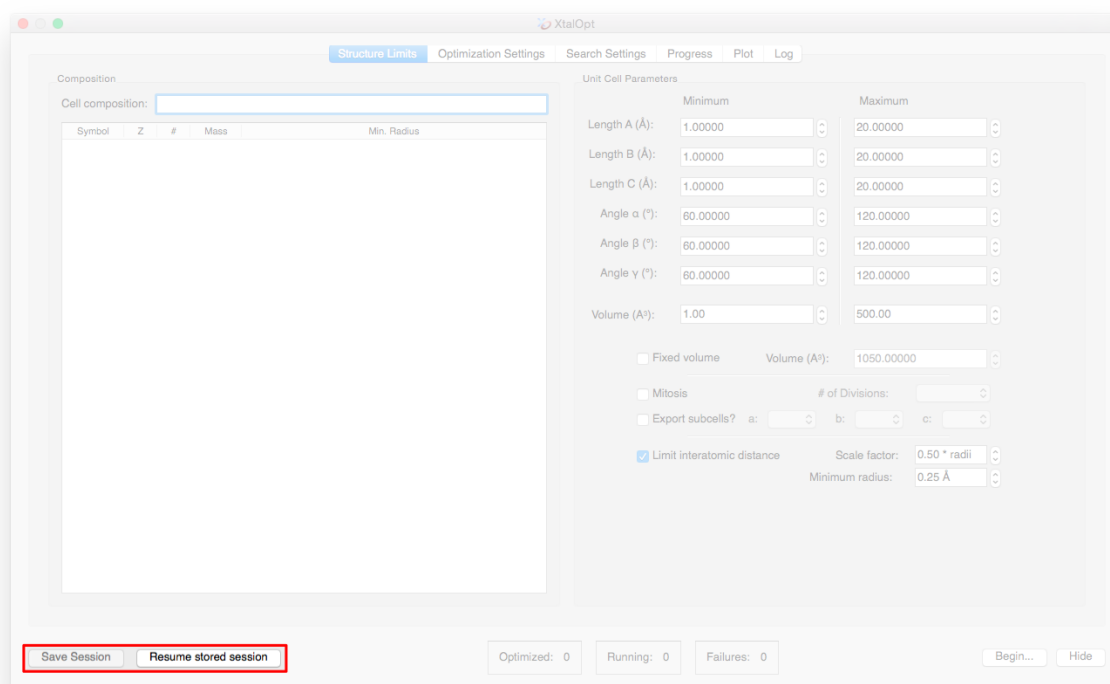 XtalOpt
Structure Limits Optimization Settings Search Settings Progress Plot Log
Composition
Cell composition:
Symbol Z # Mass Min. Radius
Unit Cell Parameters
Minimum Maximum
Length A (Å): 1.00000 20.00000
Length B (Å): 1.00000 20.00000
Length C (Å): 1.00000 20.00000
Angle α (°): 60.00000 120.00000
Angle β (°): 60.00000 120.00000
Angle γ (°): 60.00000 120.00000
Volume (Å³): 1.00 500.00
Fixed volume Volume (Å³): 1050.00000
Mitosis # of Divisions:
Export subcells? a: b: c:
Limit interatomic distance Scale factor: 0.50 * radii
Minimum radius: 0.25 Å
Save Session Resume stored session Optimized: 0 Running: 0 Failures: 0 Begin... Hide